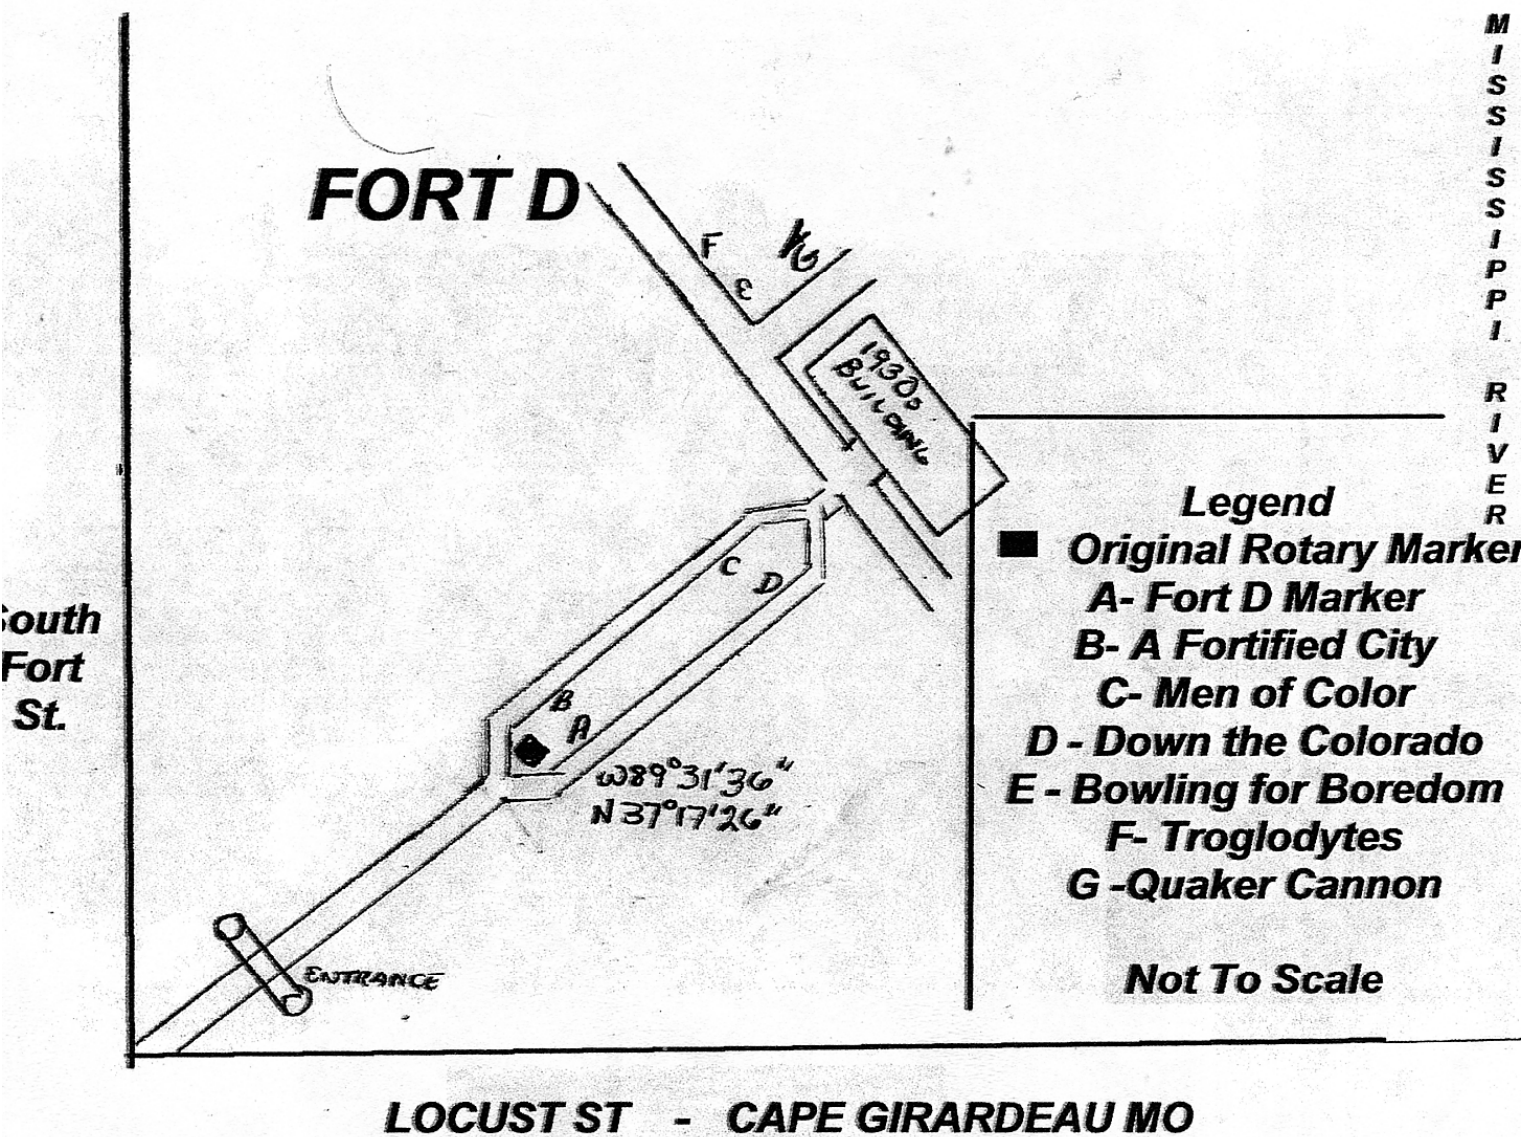 MISSISSIPPI RIVER
FORT D
F
E
G
1930s
BUILDING
C
D
B
A
W89°31'36"
N37°17'26"
ENTRANCE
South
Fort
St.
Legend
Original Rotary Marker
A- Fort D Marker
B- A Fortified City
C- Men of Color
D - Down the Colorado
E - Bowling for Boredom
F- Troglodytes
G -Quaker Cannon
Not To Scale
LOCUST ST - CAPE GIRARDEAU MO